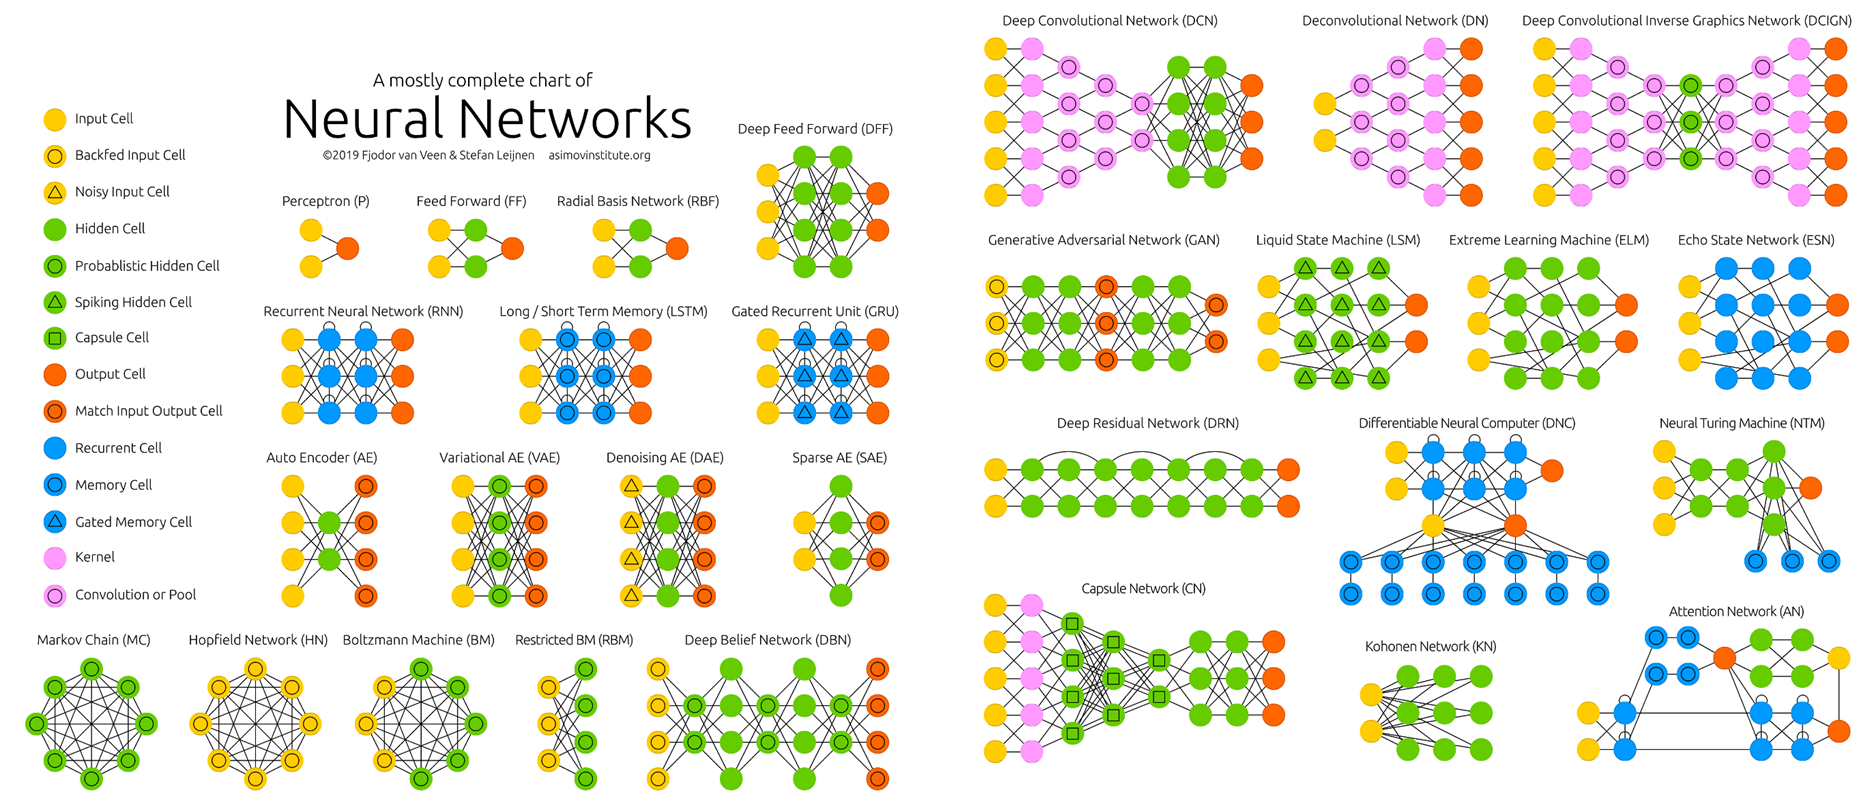 A mostly complete chart of
Neural Networks
©2019 Fjodor van Veen & Stefan Leijnen asimovinstitute.org
Input Cell
Backfed Input Cell
Noisy Input Cell
Hidden Cell
Probablistic Hidden Cell
Spiking Hidden Cell
Capsule Cell
Output Cell
Match Input Output Cell
Recurrent Cell
Memory Cell
Gated Memory Cell
Kernel
Convolution or Pool
Perceptron (P)
Feed Forward (FF)
Radial Basis Network (RBF)
Deep Feed Forward (DFF)
Recurrent Neural Network (RNN)
Long / Short Term Memory (LSTM)
Gated Recurrent Unit (GRU)
Auto Encoder (AE)
Variational AE (VAE)
Denoising AE (DAE)
Sparse AE (SAE)
Markov Chain (MC)
Hopfield Network (HN)
Boltzmann Machine (BM)
Restricted BM (RBM)
Deep Belief Network (DBN)
Deep Convolutional Network (DCN)
Deconvolutional Network (DN)
Deep Convolutional Inverse Graphics Network (DCIGN)
Generative Adversarial Network (GAN)
Liquid State Machine (LSM)
Extreme Learning Machine (ELM)
Echo State Network (ESN)
Deep Residual Network (DRN)
Differentiable Neural Computer (DNC)
Neural Turing Machine (NTM)
Capsule Network (CN)
Kohonen Network (KN)
Attention Network (AN)